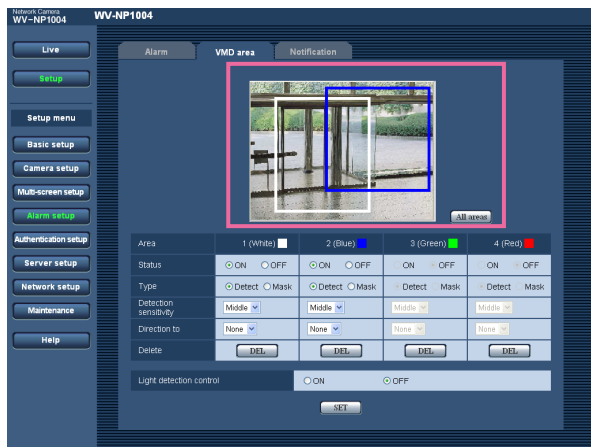 Network Camera
WV-NP1004
WV-NP1004
Live
Setup
Setup menu
Basic setup
Camera setup
Multi-screen setup
Alarm setup
Authentication setup
Server setup
Network setup
Maintenance
Help
Alarm VMD area Notification
All areas
Area 1 (White) 2 (Blue) 3 (Green) 4 (Red)
Status ON OFF ON OFF ON OFF ON OFF
Type Detect Mask Detect Mask Detect Mask Detect Mask
Detection sensitivity Middle Middle Middle Middle
Direction to None None None None
Delete DEL DEL DEL DEL
Light detection control ON OFF
SET